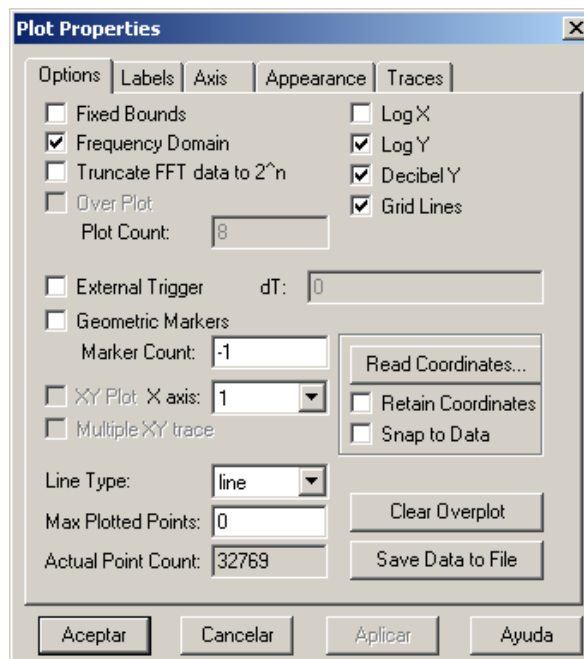 Plot Properties
Options Labels Axis Appearance Traces
Fixed Bounds
Log X
Frequency Domain
Log Y
Truncate FFT data to 2^n
Decibel Y
Over Plot
Grid Lines
Plot Count: 8
External Trigger dT: 0
Geometric Markers
Marker Count: -1
Read Coordinates...
XY Plot X axis: 1
Retain Coordinates
Multiple XY trace
Snap to Data
Line Type: line
Max Plotted Points: 0
Clear Overplot
Actual Point Count: 32769
Save Data to File
Aceptar Cancelar Aplicar Ayuda